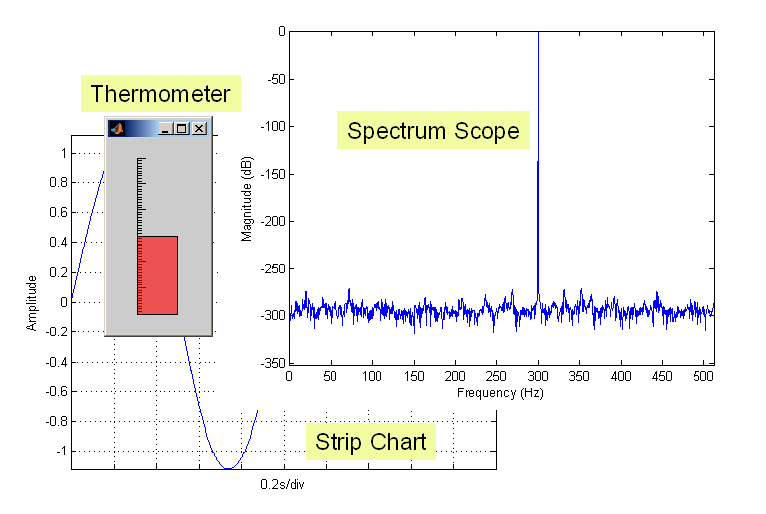 Thermometer
Spectrum Scope
Strip Chart
0
-50
-100
-150
-200
-250
-300
-350
Magnitude (dB)
0 50 100 150 200 250 300 350 400 450 500
Frequency (Hz)
1
0.8
0.6
0.4
0.2
0
-0.2
-0.4
-0.6
-0.8
-1
Amplitude
0.2s/div